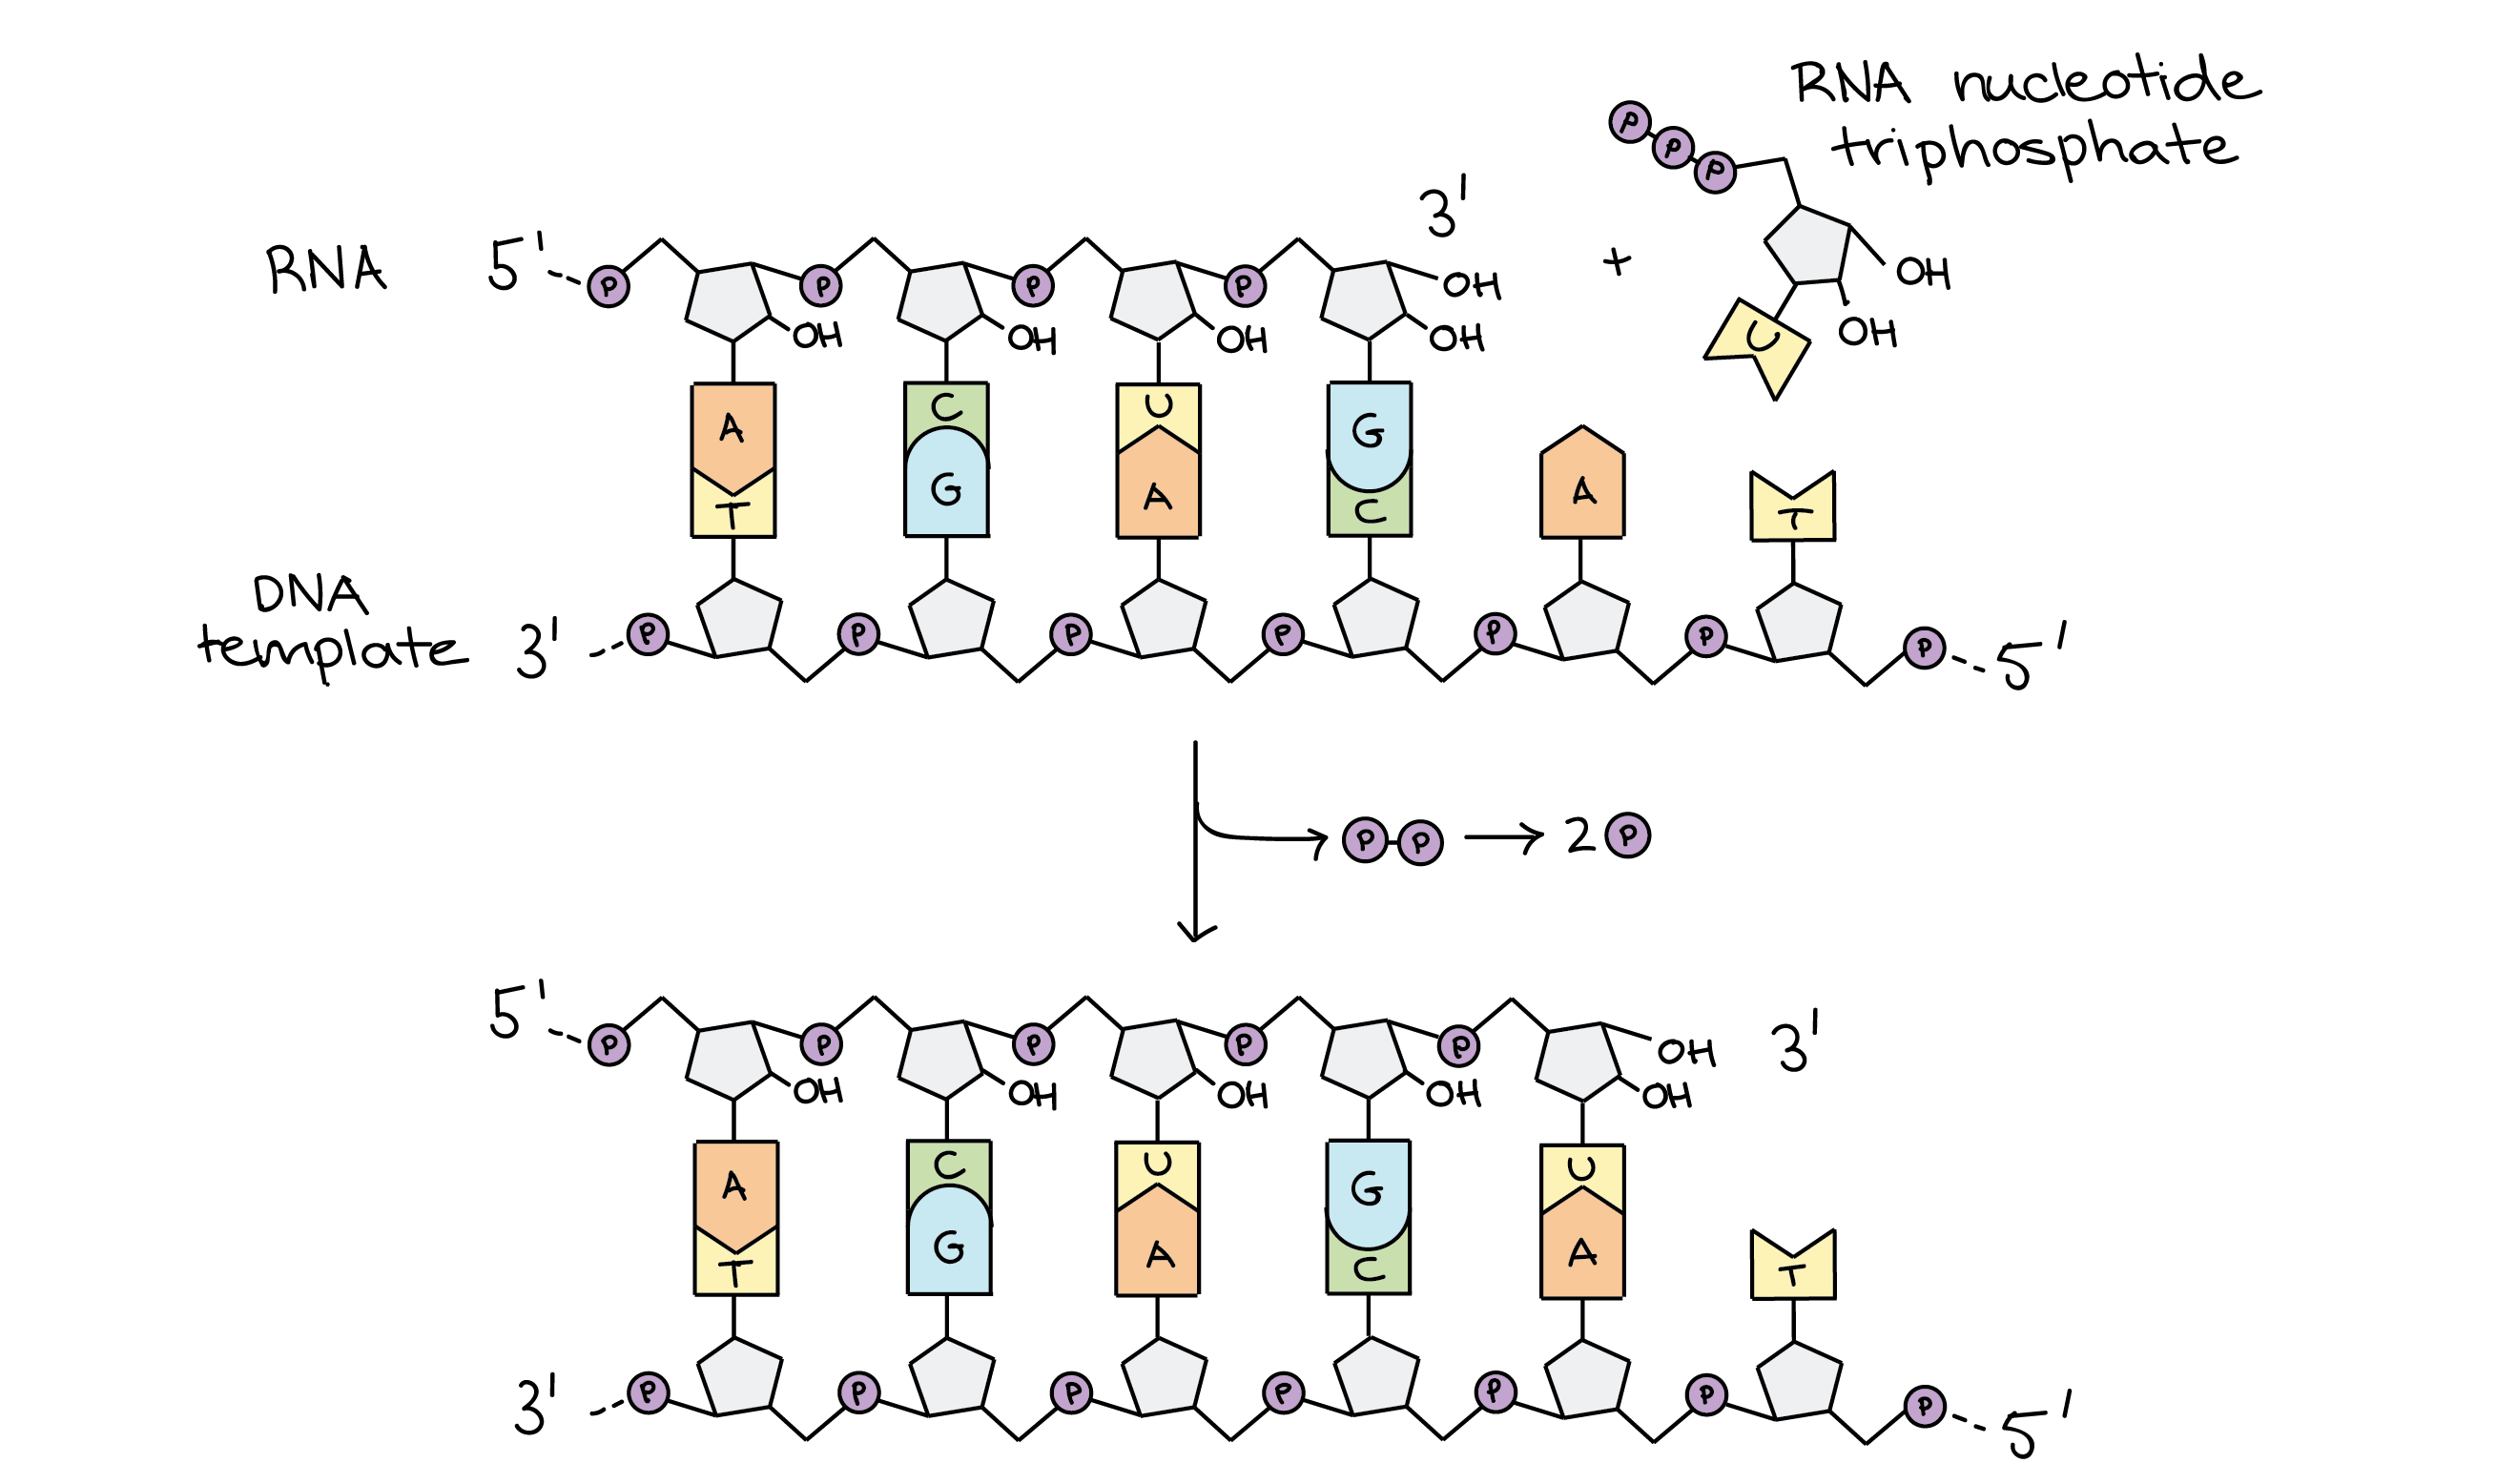 RNA nucleotide
triphosphate
P P P
3'
RNA 5' P P P P OH + OH
OH OH OH OH U OH
A C U G
T G A C A T
DNA
template 3' P P P P P P P 5'
P P 2 P
5' P P P P P OH 3'
OH OH OH OH OH
A C U G U
T G A C A T
3' P P P P P P P 5'